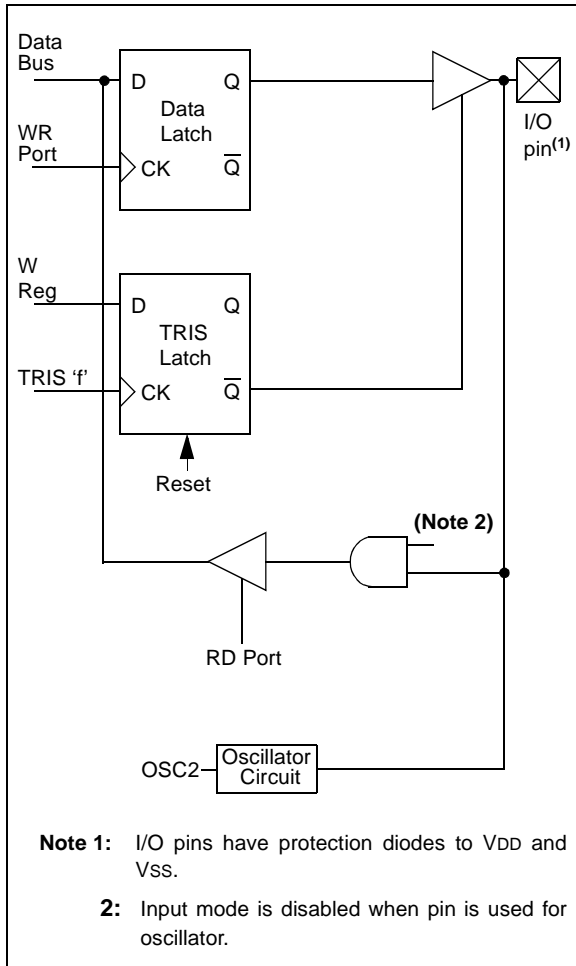 Data
Bus
D
Q
Data
Latch
WR
Port
CK
Q
I/O
pin(1)
W
Reg
D
Q
TRIS
Latch
TRIS 'f'
CK
Q
Reset
(Note 2)
RD Port
OSC2
Oscillator
Circuit
Note 1: I/O pins have protection diodes to VDD and
VSS.
2: Input mode is disabled when pin is used for
oscillator.